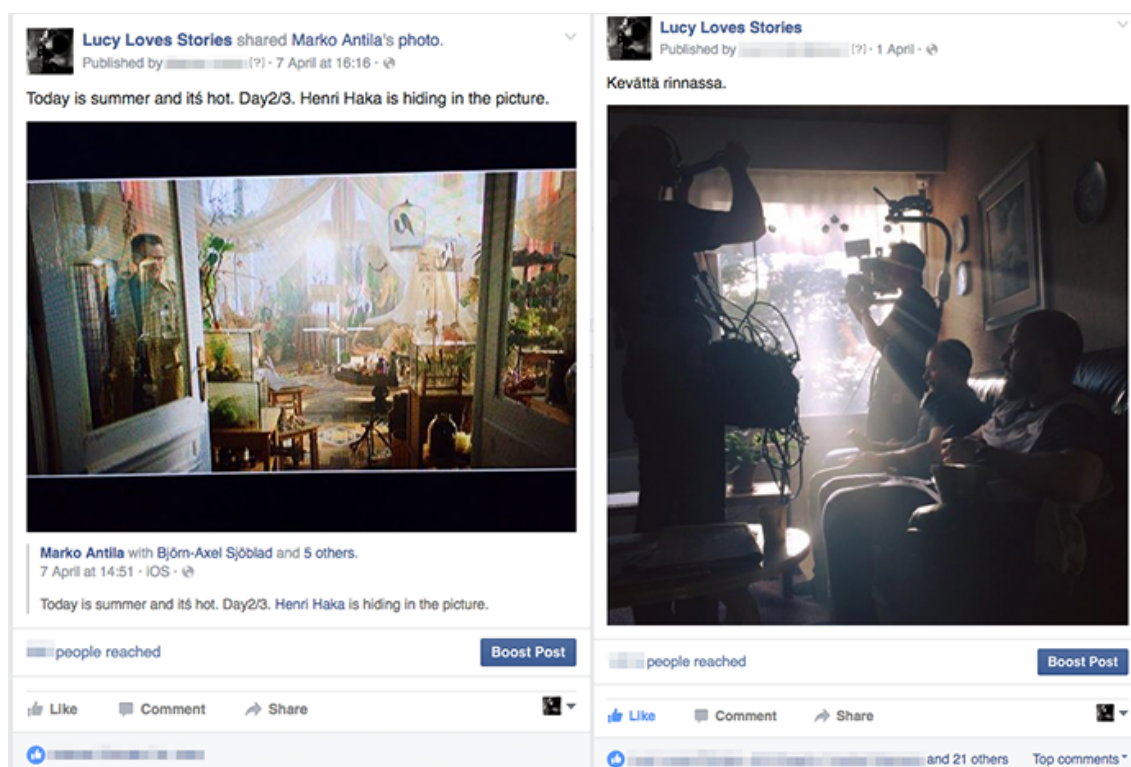 Lucy Loves Stories shared Marko Antila's photo.
Published by [?] · 7 April at 16:16 ·
Today is summer and itś hot. Day2/3. Henri Haka is hiding in the picture.
Marko Antila with Björn-Axel Sjöblad and 5 others.
7 April at 14:51 · iOS ·
Today is summer and itś hot. Day2/3. Henri Haka is hiding in the picture.
people reached
Boost Post
Like Comment Share
Lucy Loves Stories
Published by [?] · 1 April ·
Kevättä rinnassa.
people reached
Boost Post
Like Comment Share
and 21 others Top comments